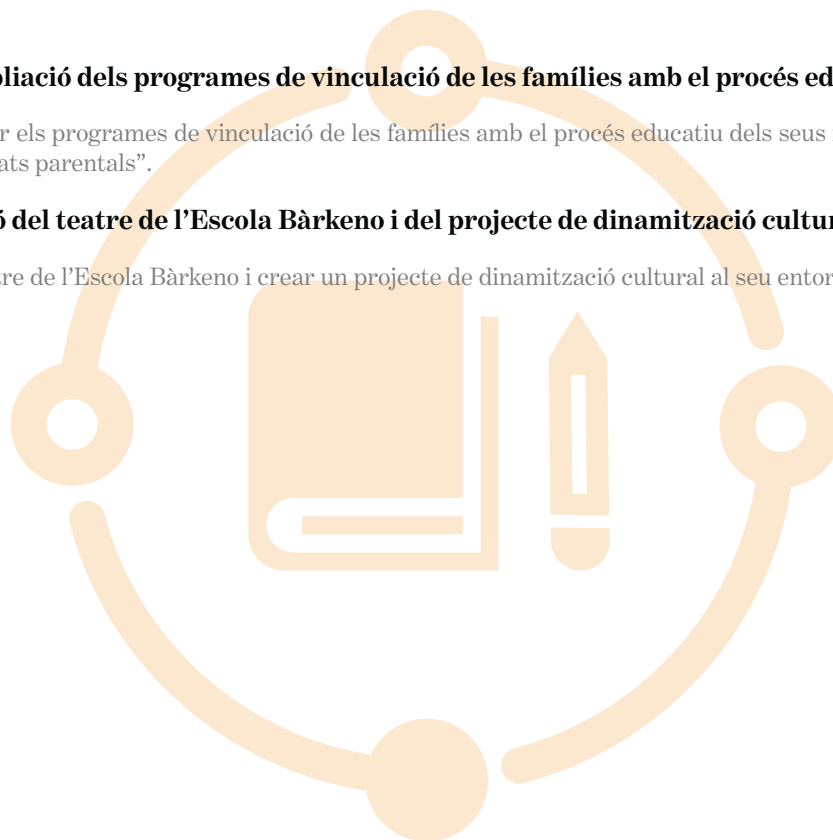 pliació dels programes de vinculació de les famílies amb el procés ed
r els programes de vinculació de les famílies amb el procés educatiu dels seus
ats parentals”.
ó del teatre de l’Escola Bàrkeno i del projecte de dinamització cultur
tre de l’Escola Bàrkeno i crear un projecte de dinamització cultural al seu entor